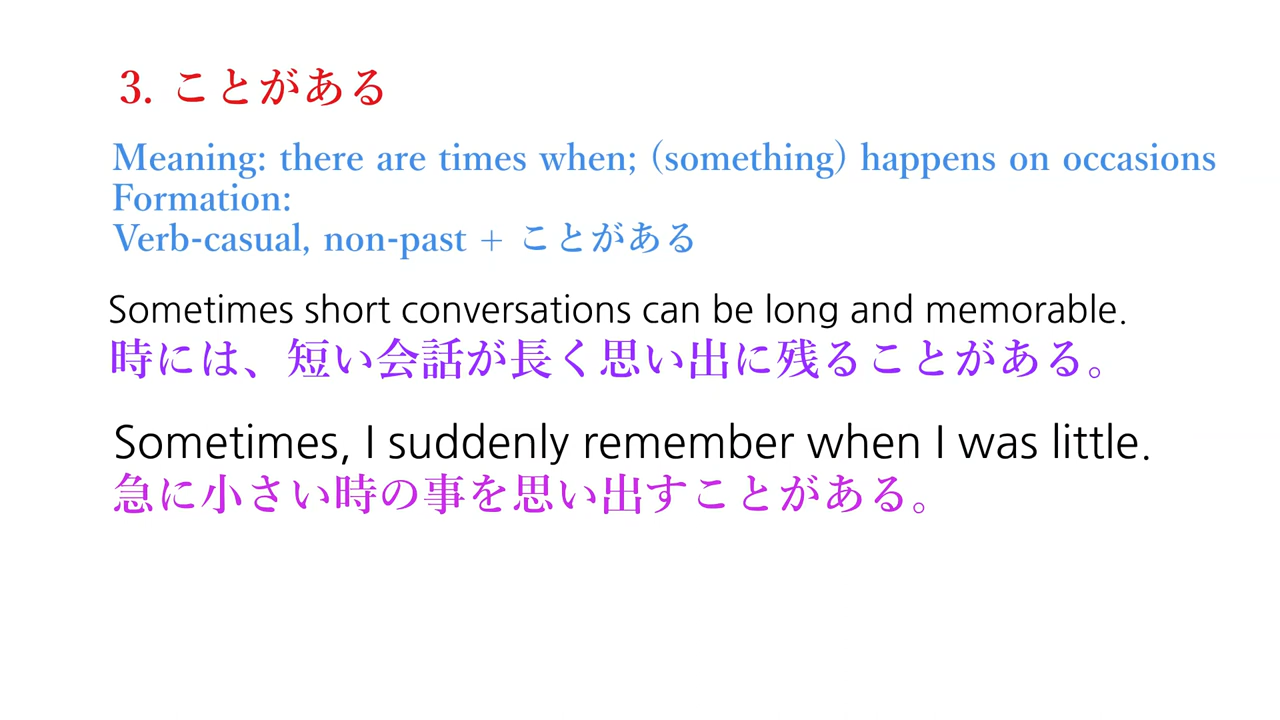 3. ことがある
Meaning: there are times when; (something) happens on occasions
Formation:
Verb-casual, non-past + ことがある
Sometimes short conversations can be long and memorable.
時には、短い会話が長く思い出に残ることがある。
Sometimes, I suddenly remember when I was little.
急に小さい時の事を思い出すことがある。